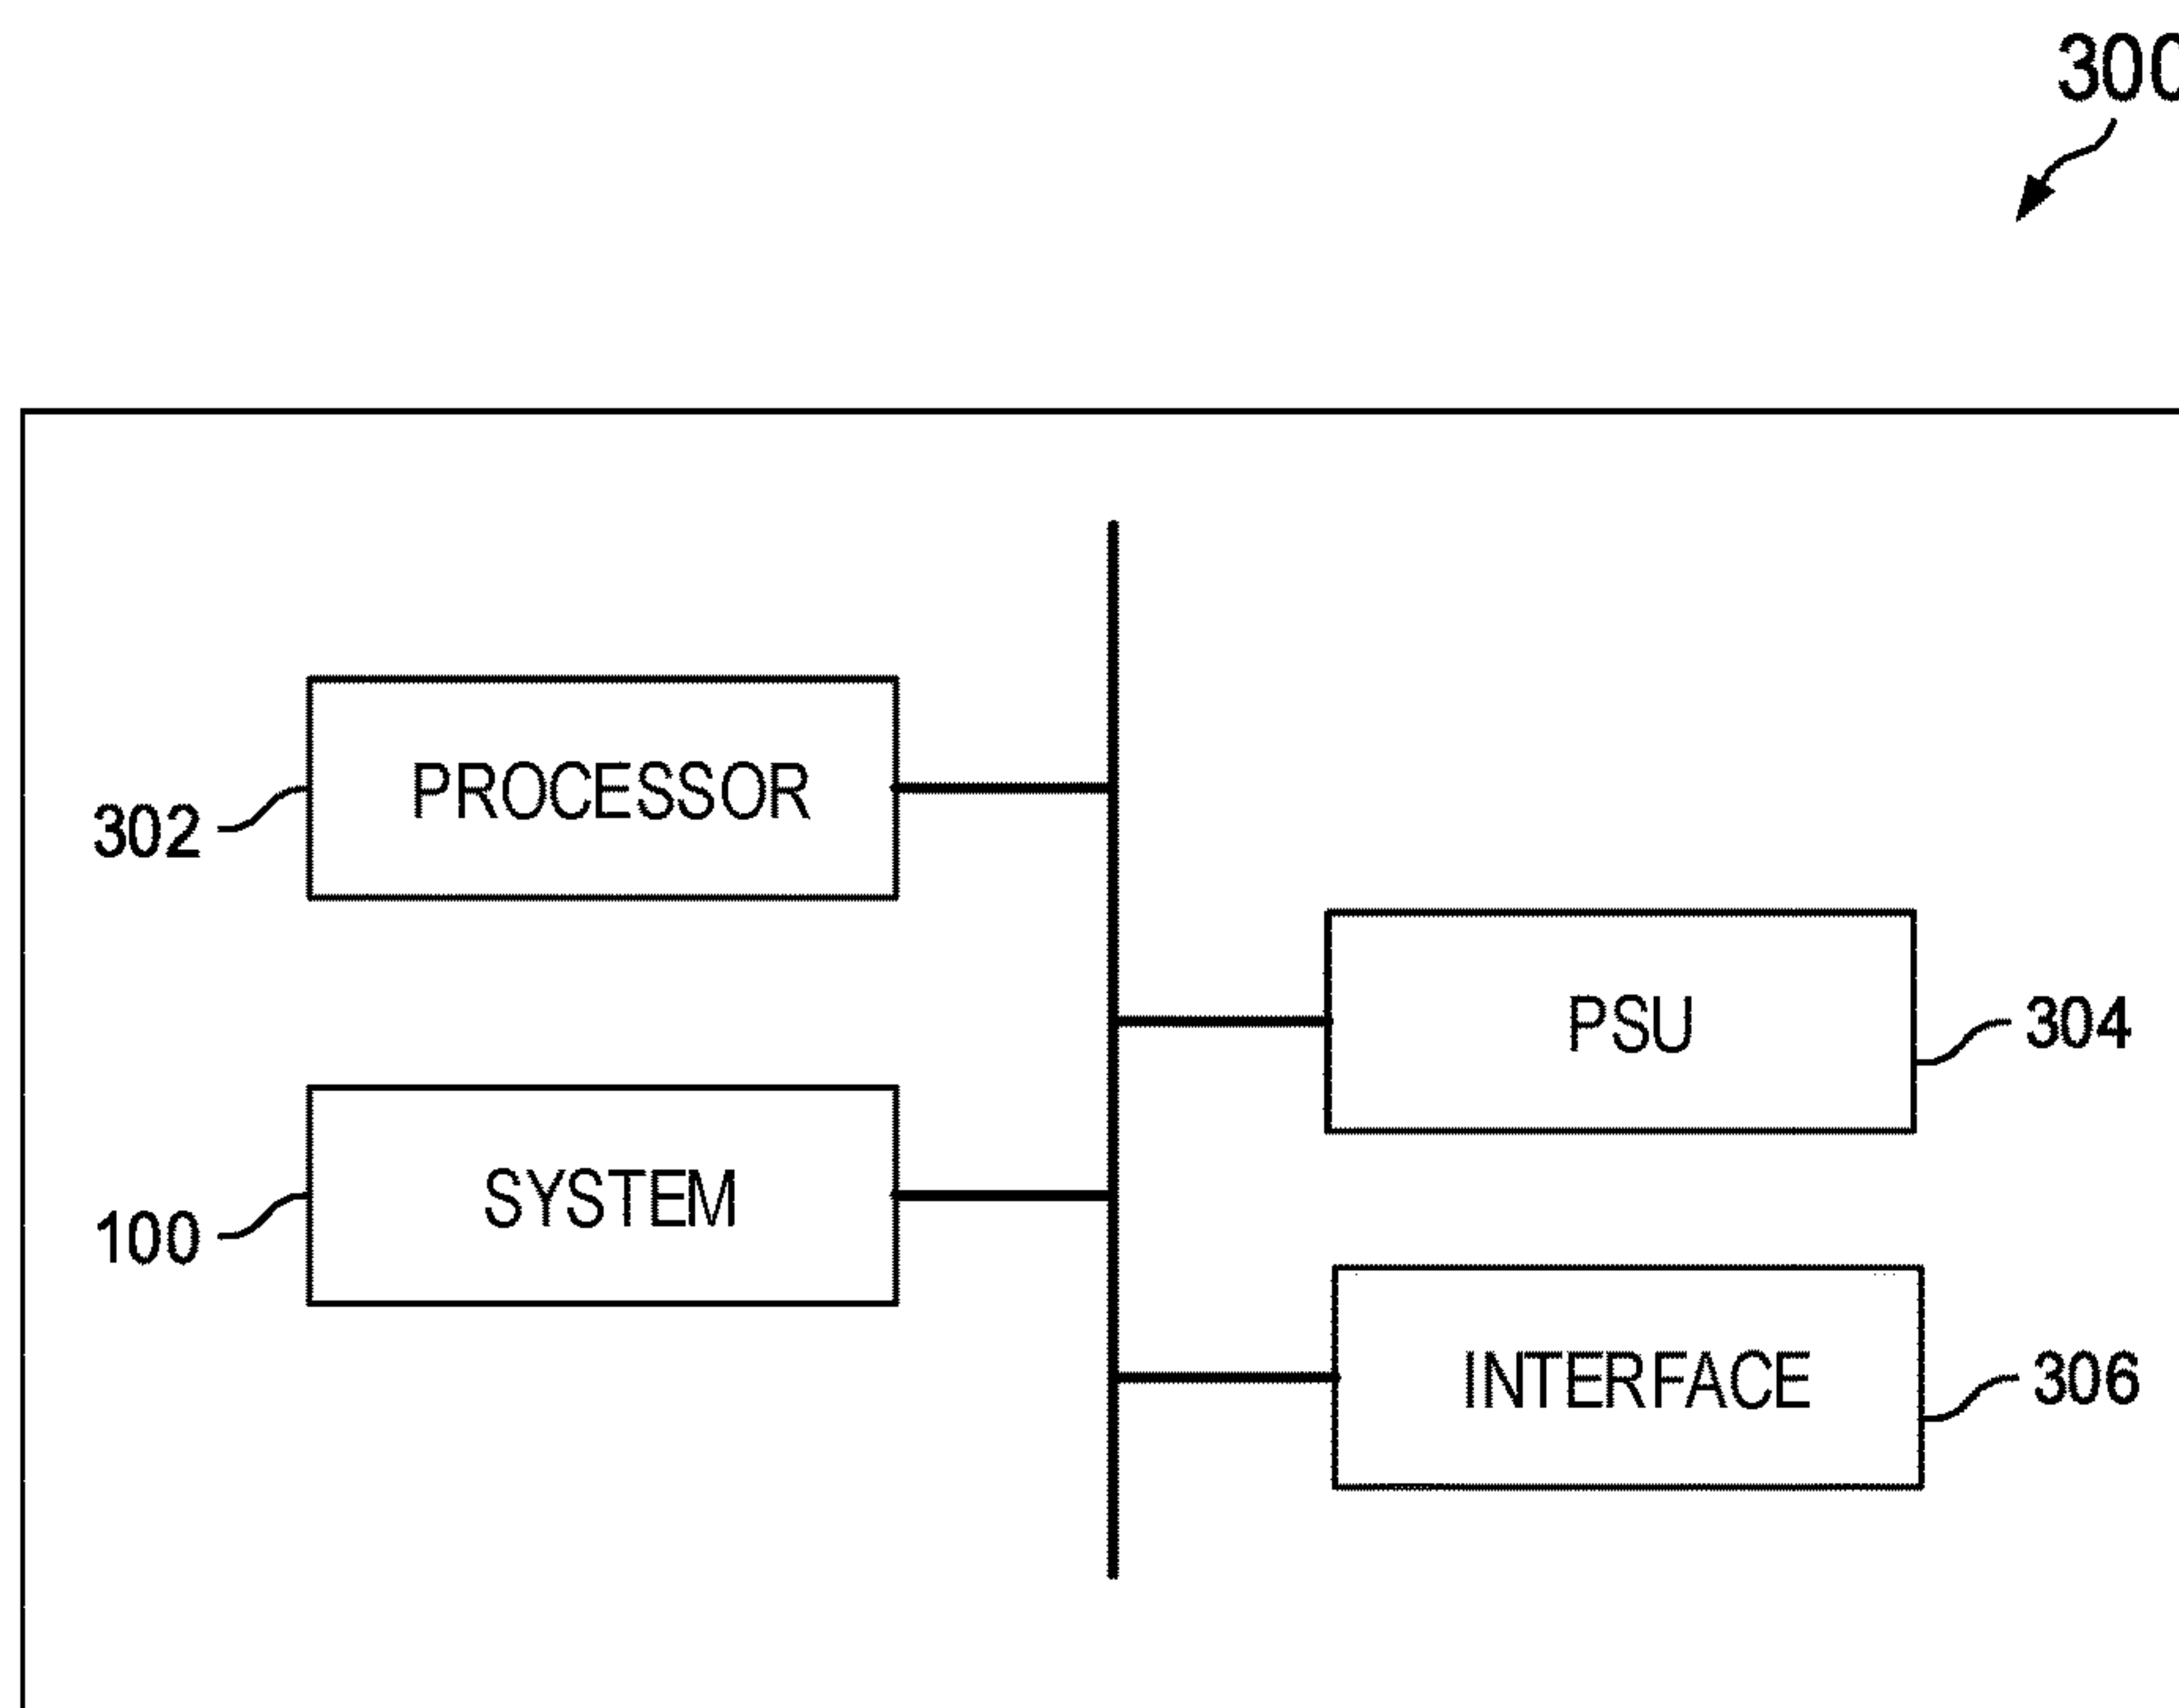 300
PROCESSOR
302
PSU
304
SYSTEM
100
INTERFACE
306